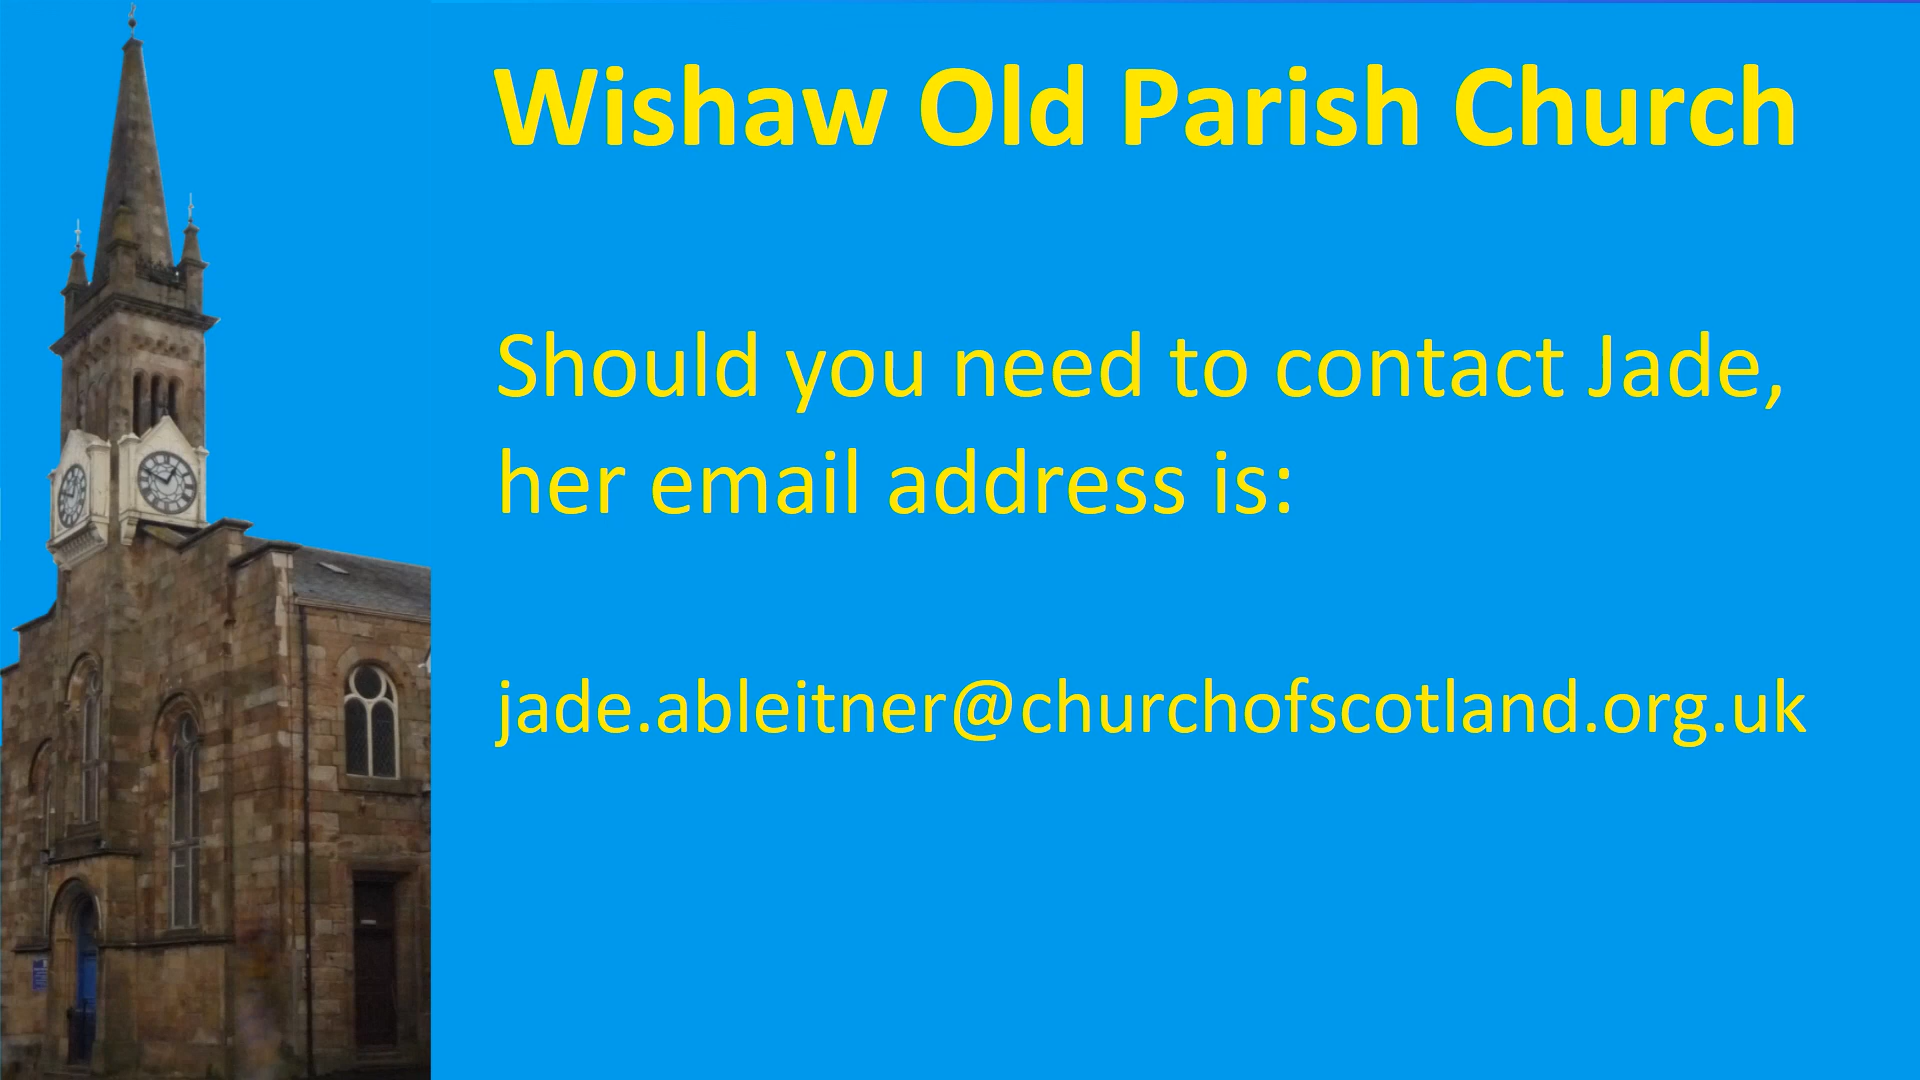 Wishaw Old Parish Church
Should you need to contact Jade,
her email address is:
jade.ableitner@churchofscotland.org.uk